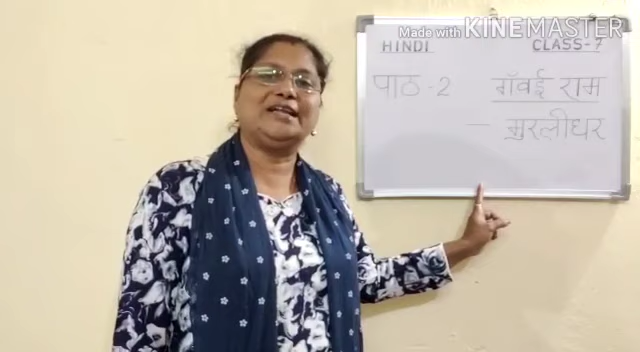 Made with KINEMASTER
HINDI CLASS-7
पाठ - 2 गॅवई राम
— मुरलीधर